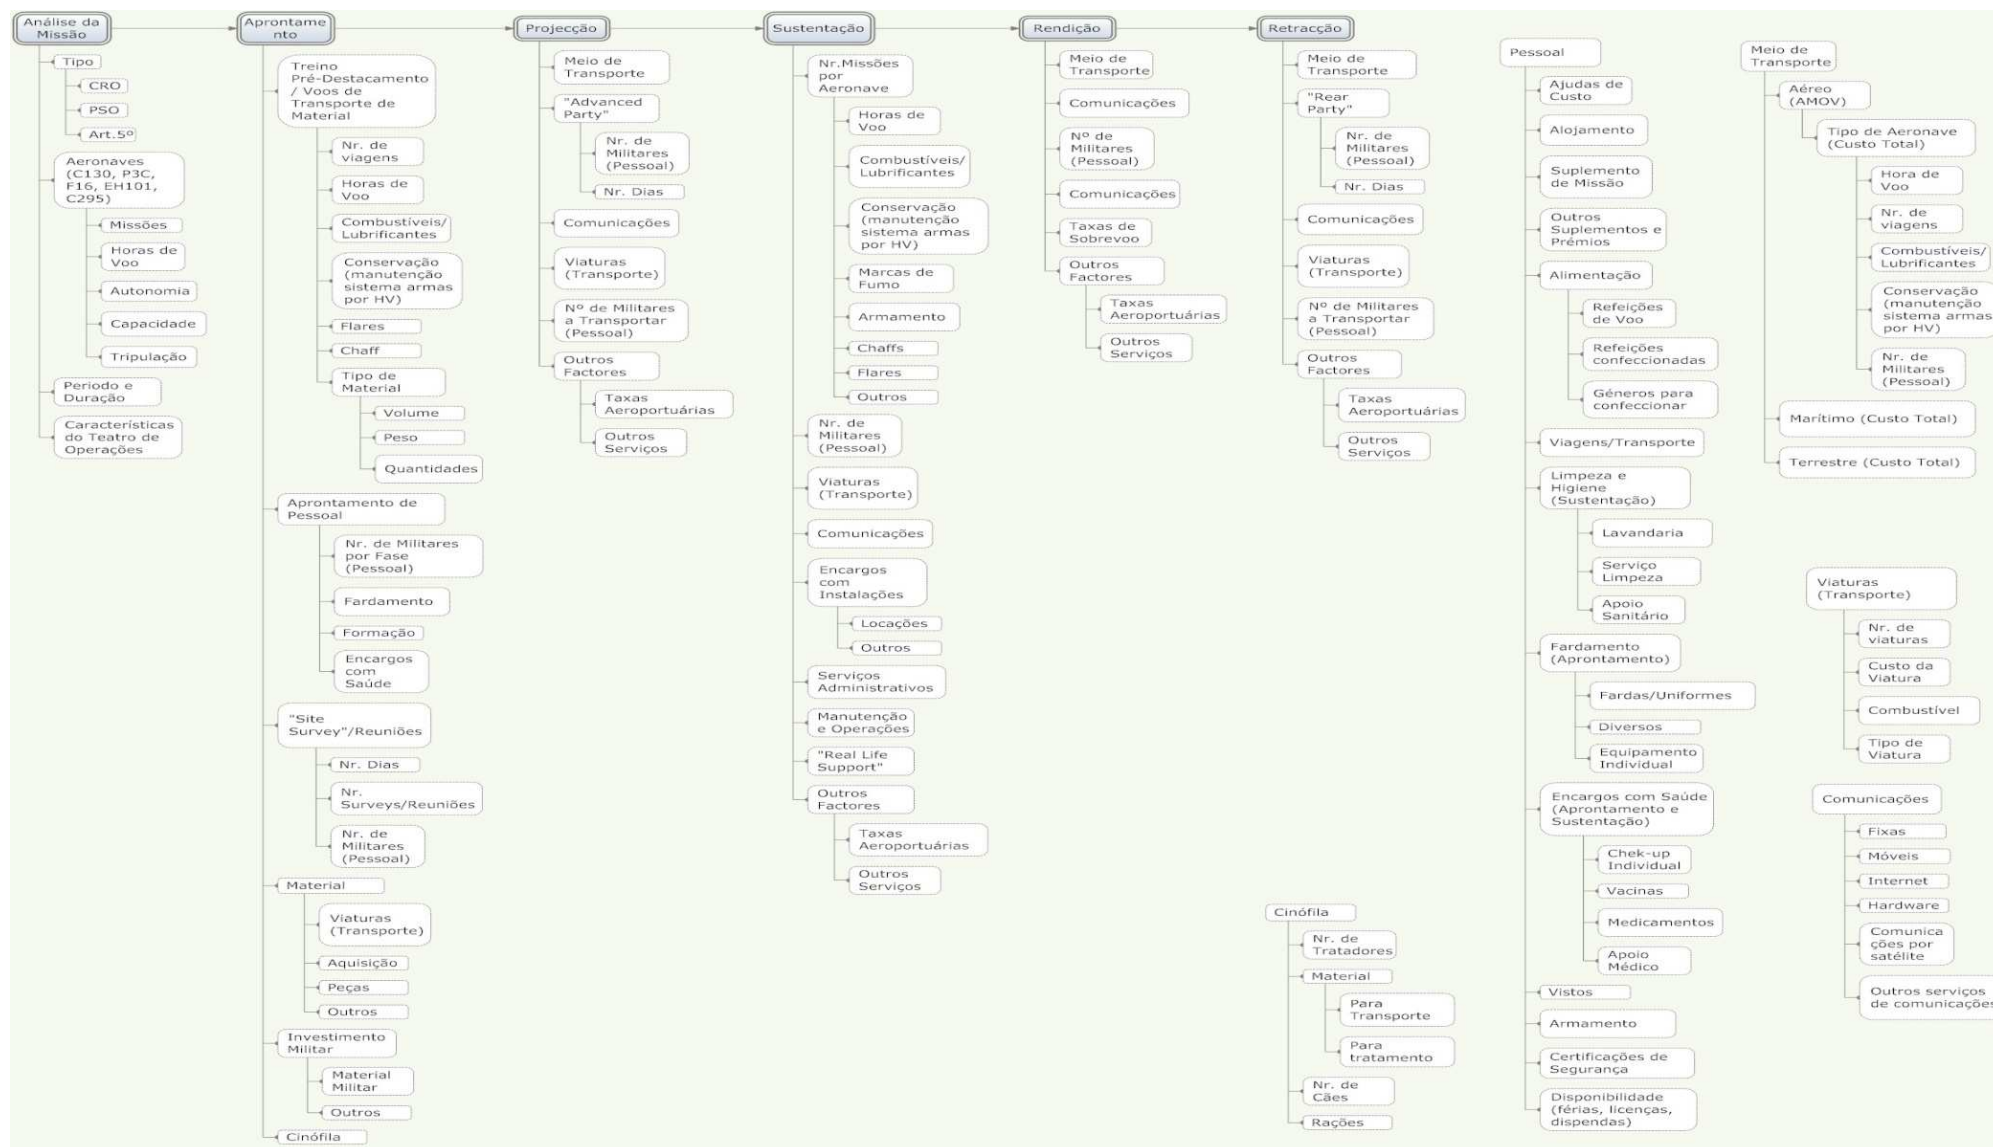 Análise da
Missão
Tipo
CRO
PSO
Art.5º
Aeronaves
(C130, P3C,
F16, EH101,
C295)
Missões
Horas de
Voo
Autonomia
Capacidade
Tripulação
Periodo e
Duração
Características
do Teatro de
Operações
Aprontame
nto
Treino
Pré-Destacamento
/ Voos de
Transporte de
Material
Nr. de
viagens
Horas de
Voo
Combustíveis/
Lubrificantes
Conservação
(manutenção
sistema armas
por HV)
Flares
Chaff
Tipo de
Material
Volume
Peso
Quantidades
Aprontamento de
Pessoal
Nr. de Militares
por Fase
(Pessoal)
Fardamento
Formação
Encargos
com
Saúde
"Site
Survey"/Reuniões
Nr. Dias
Nr.
Surveys/Reuniões
Nr. de
Militares
(Pessoal)
Material
Viaturas
(Transporte)
Aquisição
Peças
Outros
Investimento
Militar
Material
Militar
Outros
Cinófila
Projecção
Meio de
Transporte
"Advanced
Party"
Nr. de
Militares
(Pessoal)
Nr. Dias
Comunicações
Viaturas
(Transporte)
Nº de Militares
a Transportar
(Pessoal)
Outros
Factores
Taxas
Aeroportuárias
Outros
Serviços
Sustentação
Nr.Missões
por
Aeronave
Horas de
Voo
Combustíveis/
Lubrificantes
Conservação
(manutenção
sistema armas
por HV)
Marcas de
Fumo
Armamento
Chaffs
Flares
Outros
Nr. de
Militares
(Pessoal)
Viaturas
(Transporte)
Comunicações
Encargos
com
Instalações
Locações
Outros
Serviços
Administrativos
Manutenção
e Operações
"Real Life
Support"
Outros
Factores
Taxas
Aeroportuárias
Outros
Serviços
Rendição
Meio de
Transporte
Comunicações
Nº de
Militares
(Pessoal)
Comunicações
Taxas de
Sobrevoo
Outros
Factores
Taxas
Aeroportuárias
Outros
Serviços
Retracção
Meio de
Transporte
"Rear
Party"
Nr. de
Militares
(Pessoal)
Nr. Dias
Comunicações
Viaturas
(Transporte)
Nº de Militares
a Transportar
(Pessoal)
Outros
Factores
Taxas
Aeroportuárias
Outros
Serviços
Cinófila
Nr. de
Tratadores
Material
Para
Transporte
Para
tratamento
Nr. de
Cães
Rações
Pessoal
Ajudas de
Custo
Alojamento
Suplemento
de Missão
Outros
Suplementos e
Prémios
Alimentação
Refeições
de Voo
Refeições
confeccionadas
Géneros para
confeccionar
Viagens/Transporte
Limpeza e
Higiene
(Sustentação)
Lavandaria
Serviço
Limpeza
Apoio
Sanitário
Fardamento
(Aprontamento)
Fardas/Uniformes
Diversos
Equipamento
Individual
Encargos com Saúde
(Aprontamento e
Sustentação)
Chek-up
Individual
Vacinas
Medicamentos
Apoio
Médico
Vistos
Armamento
Certificações de
Segurança
Disponibilidade
(férias, licenças,
dispendas)
Meio de
Transporte
Aéreo
(AMOV)
Tipo de Aeronave
(Custo Total)
Hora de
Voo
Nr. de
viagens
Combustíveis/
Lubrificantes
Conservação
(manutenção
sistema armas
por HV)
Nr. de
Militares
(Pessoal)
Marítimo (Custo Total)
Terrestre (Custo Total)
Viaturas
(Transporte)
Nr. de
viaturas
Custo da
Viatura
Combustível
Tipo de
Viatura
Comunicações
Fixas
Móveis
Internet
Hardware
Comunica
ções por
satélite
Outros serviços
de comunicações